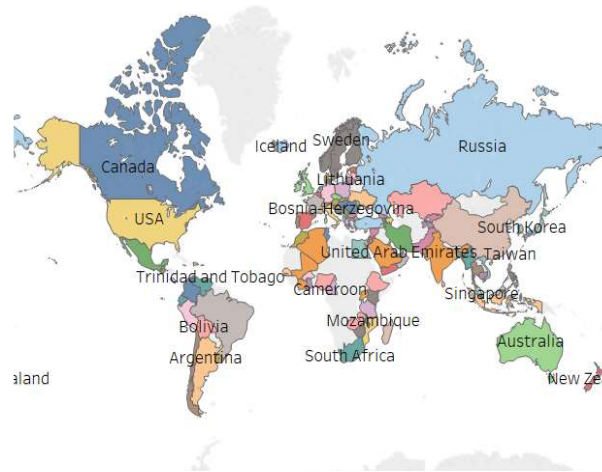 Sweden
Iceland
Russia
Canada
Lithuania
Bosnia-Herzegovina
USA
South Korea
United Arab Emirates
Taiwan
Trinidad and Tobago
Cameroon
Singapore
Bolivia
Mozambique
Australia
Argentina
South Africa
aland
New Ze